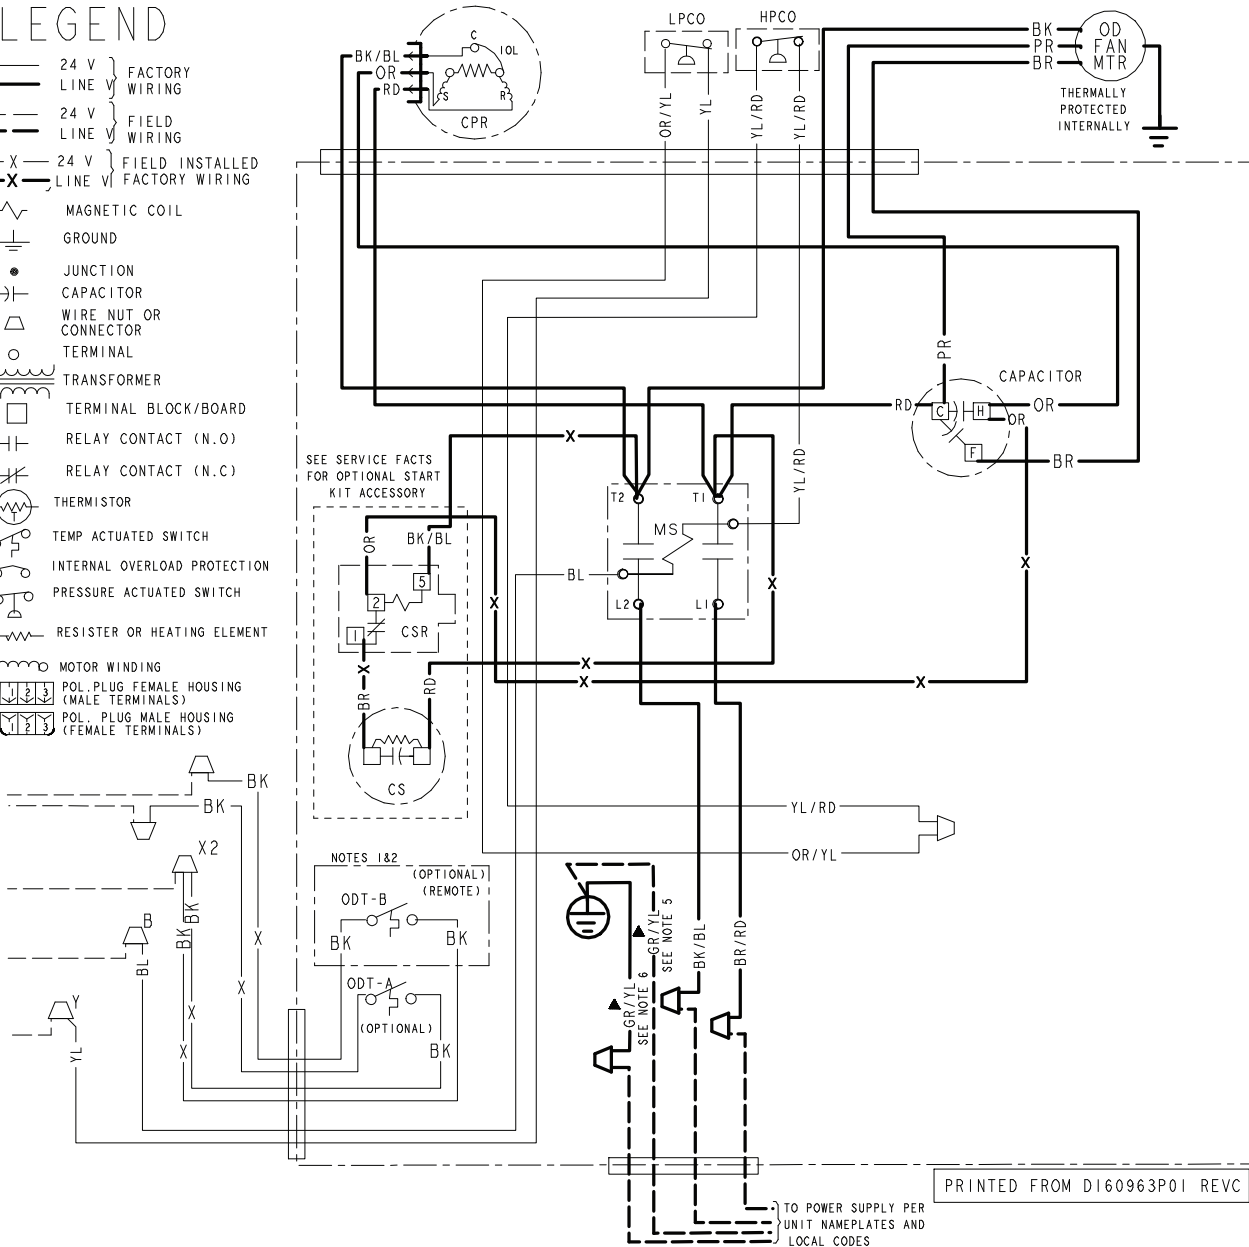 LEGEND
24 V
LINE V
FACTORY
WIRING
24 V
LINE V
FIELD
WIRING
X
24 V
X
LINE V
FIELD INSTALLED
FACTORY WIRING
MAGNETIC COIL
GROUND
JUNCTION
CAPACITOR
WIRE NUT OR
CONNECTOR
TERMINAL
TRANSFORMER
TERMINAL BLOCK/BOARD
RELAY CONTACT (N.O)
RELAY CONTACT (N.C)
T
THERMISTOR
TEMP ACTUATED SWITCH
INTERNAL OVERLOAD PROTECTION
PRESSURE ACTUATED SWITCH
RESISTER OR HEATING ELEMENT
MOTOR WINDING
1 2 3
POL.PLUG FEMALE HOUSING
(MALE TERMINALS)
1 2 3
POL. PLUG MALE HOUSING
(FEMALE TERMINALS)
BK/BL
OR
RD
C
IOL
S
R
CPR
LPCO
HPCO
OR/YL
YL
YL/RD
YL/RD
BK
PR
BR
OD
FAN
MTR
THERMALLY
PROTECTED
INTERNALLY
PR
CAPACITOR
RD
C
H
OR
OR
F
BR
X
YL/RD
SEE SERVICE FACTS
FOR OPTIONAL START
KIT ACCESSORY
T2
T1
MS
L2
L1
BL
OR
BK/BL
5
2
1
CSR
X
X
X
X
BR
X
RD
X
X
X
CS
YL/RD
OR/YL
BK
BK
X2
BK
BK
B
BL
Y
YL
X
X
X
X
NOTES 1&2
(OPTIONAL)
(REMOTE)
ODT-B
BK
BK
ODT-A
(OPTIONAL)
BK
GR/YL
SEE NOTE 5
GR/YL
SEE NOTE 6
BK/BL
BR/RD
PRINTED FROM D160963P01 REVC
TO POWER SUPPLY PER
UNIT NAMEPLATES AND
LOCAL CODES